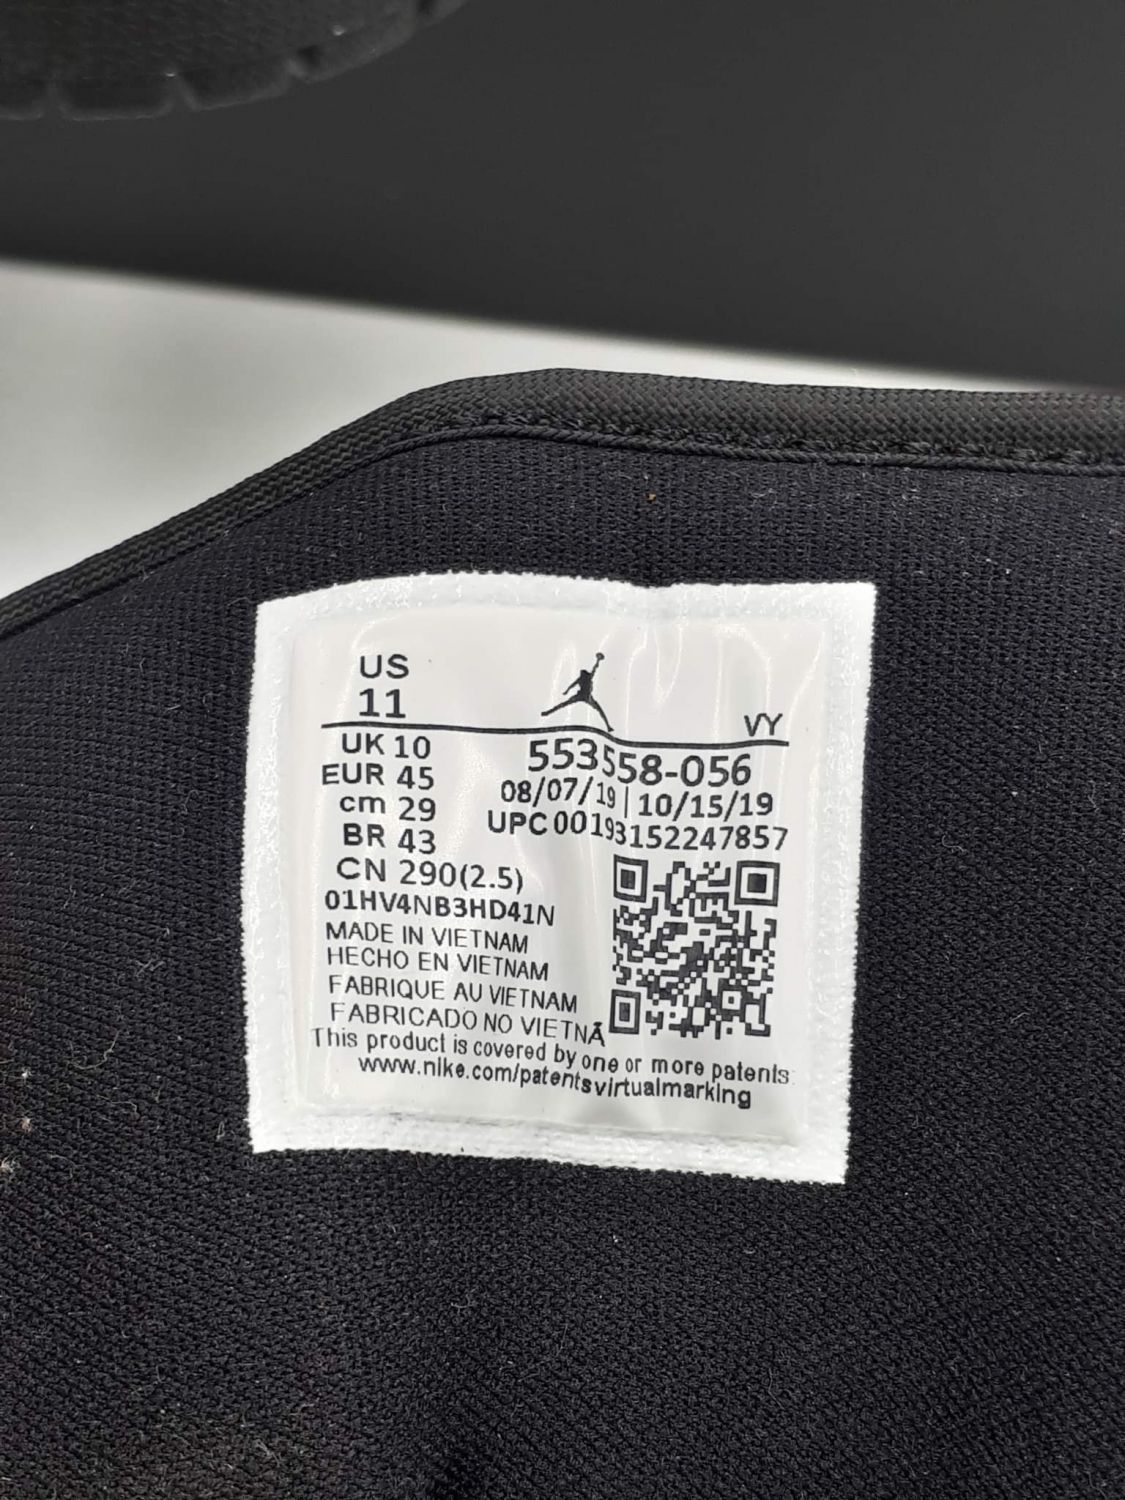 US
11
VY
UK 10
EUR 45
cm 29
BR 43
CN 290(2.5)
553558-056
08/07/19 | 10/15/19
UPC 00193152247857
01HV4NB3HD41N
MADE IN VIETNAM
HECHO EN VIETNAM
FABRIQUE AU VIETNAM
FABRICADO NO VIETNÃ
This product is covered by one or more patents:
www.nike.com/patentsvirtualmarking